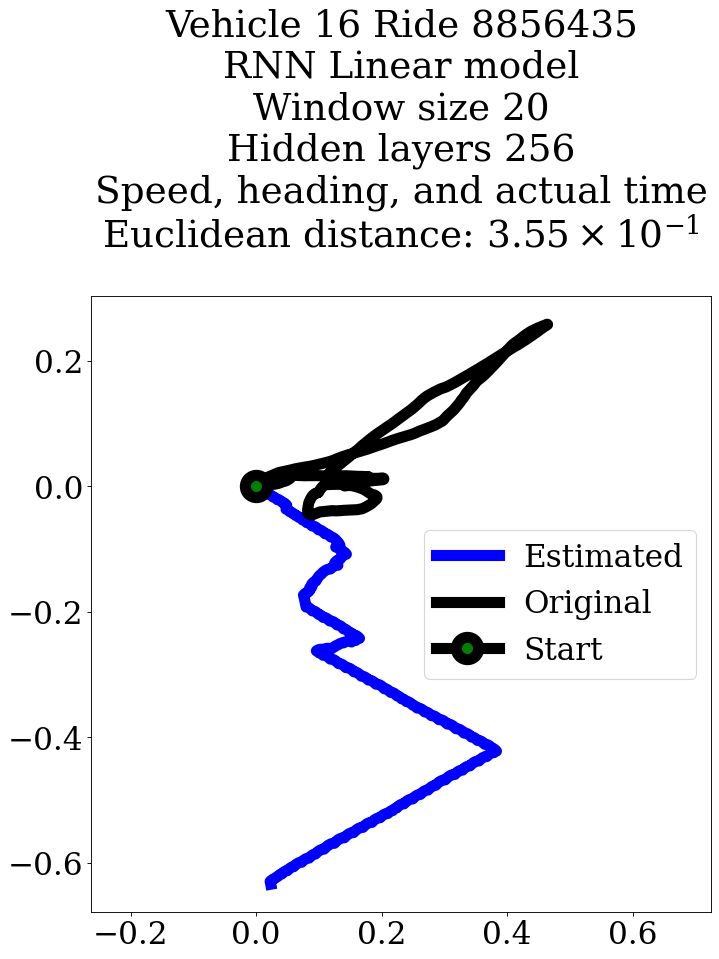 Vehicle 16 Ride 8856435
RNN Linear model
Window size 20
Hidden layers 256
Speed, heading, and actual time
Euclidean distance: 3.55 × 10⁻¹
0.2
0.0
−0.2
−0.4
−0.6
Estimated
Original
Start
−0.2 0.0 0.2 0.4 0.6